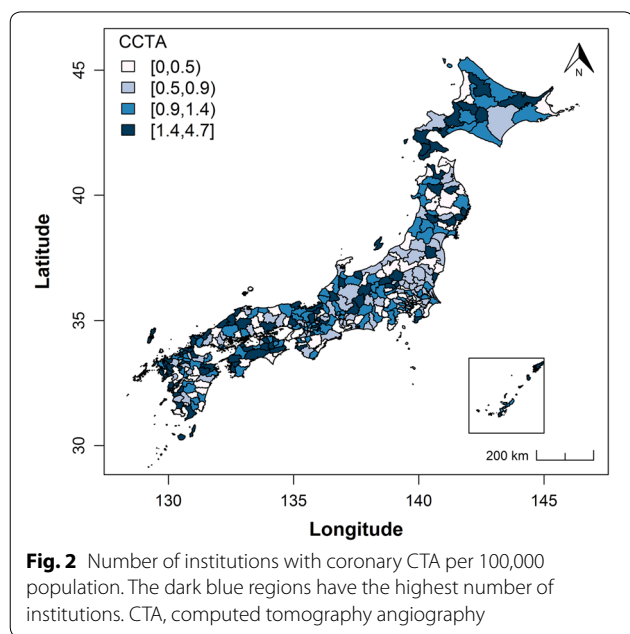 CCTA
[0,0.5)
[0.5,0.9)
[0.9,1.4)
[1.4,4.7]
N
45
40
35
30
Latitude
200 km
130 135 140 145
Longitude
Fig. 2 Number of institutions with coronary CTA per 100,000
population. The dark blue regions have the highest number of
institutions. CTA, computed tomography angiography